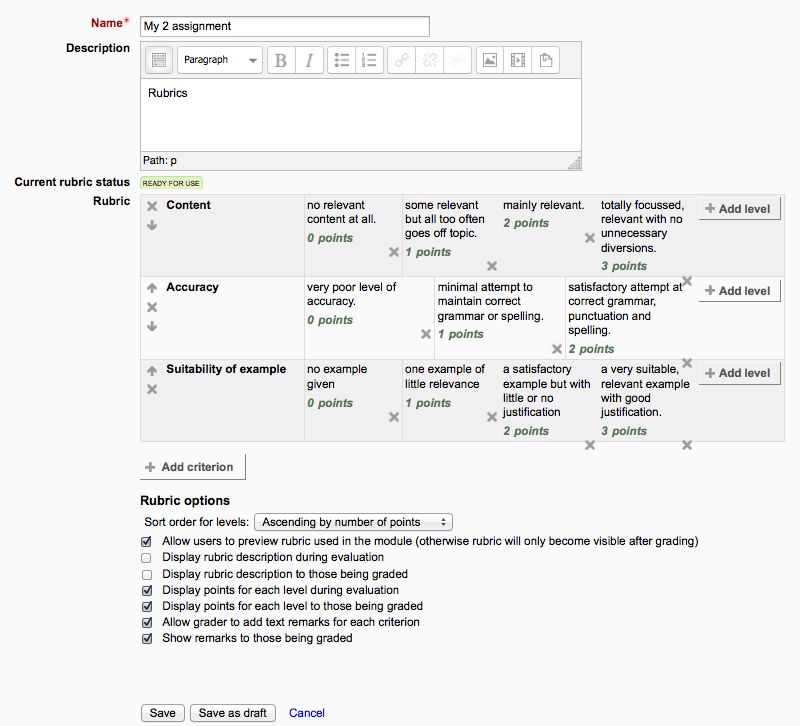 Name*
My 2 assignment
Description
Paragraph
B I
Rubrics
Path: p
Current rubric status
READY FOR USE
Rubric
Content
no relevant
content at all.
0 points
some relevant
but all too often
goes off topic.
1 points
mainly relevant.
2 points
totally focussed,
relevant with no
unnecessary
diversions.
3 points
Add level
Accuracy
very poor level of
accuracy.
0 points
minimal attempt to
maintain correct
grammar or spelling.
1 points
satisfactory attempt at
correct grammar,
punctuation and
spelling.
2 points
Add level
Suitability of example
no example
given
0 points
one example of
little relevance
1 points
a satisfactory
example but with
little or no
justification
2 points
a very suitable,
relevant example
with good
justification.
3 points
Add level
Add criterion
Rubric options
Sort order for levels: Ascending by number of points
Allow users to preview rubric used in the module (otherwise rubric will only become visible after grading)
Display rubric description during evaluation
Display rubric description to those being graded
Display points for each level during evaluation
Display points for each level to those being graded
Allow grader to add text remarks for each criterion
Show remarks to those being graded
Save Save as draft Cancel